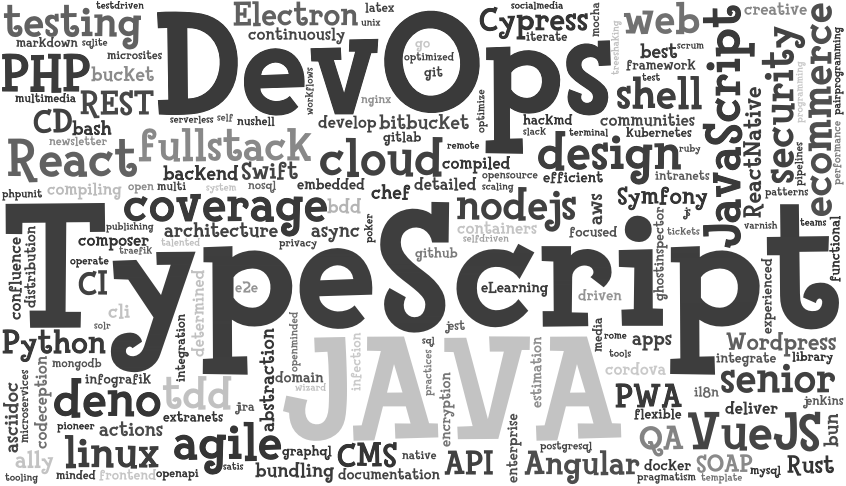 testdriven
socialmedia
creative
latex
unix
Electron
continuously
testing
markdown
sqlite
microsites
DevOps
go
optimized
git
Cypress
iterate
mocha
web
treeshaking
best
scrum
framework
test
JavaScript
security
ecommerce
programming
pairprogramming
performance
PHP
bucket
multimedia
REST
workflows
nginx
optimize
shell
CD
bash
serverless
self
nushell
develop
bitbucket
gitlab
hackmd
slack
communities
terminal
Kubernetes
ReactNative
newsletter
React
fullstack
cloud
remote
compiled
design
ruby
pipelines
backend
Swift
opensource
efficient
intranets
phpunit
compiling
open
multi
system
nosql
embedded
chef
detailed
scaling
Symfony
patterns
coverage
bdd
nodejs
aws
js
TypeScript
publishing
architecture
async
poker
containers
selfdriven
focused
tickets
varnish
teams
functional
confluence
distribution
composer
traefik
talented
privacy
github
ghostinspector
operate
CI
determined
e2e
eLearning
driven
experienced
cli
solr
Python
integration
abstraction
openminded
JAVA
infection
jest
sql
practices
estimation
media
rome
tools
apps
Wordpress
integrate
library
mongodb
infografik
domain
wizard
cordova
senior
asciidoc
microservices
codeception
deno
tdd
jra
extranets
encryption
PWA
flexible
i18n
deliver
jenkins
pioneer
actions
linux
agile
graphql
CMS
native
enterprise
postgresql
QA
VueJS
bun
ally
minded
frontend
openapi
satis
bundling
documentation
API
Angular
docker
SOAP
mysql
Rust
tooling
pragmatism
template